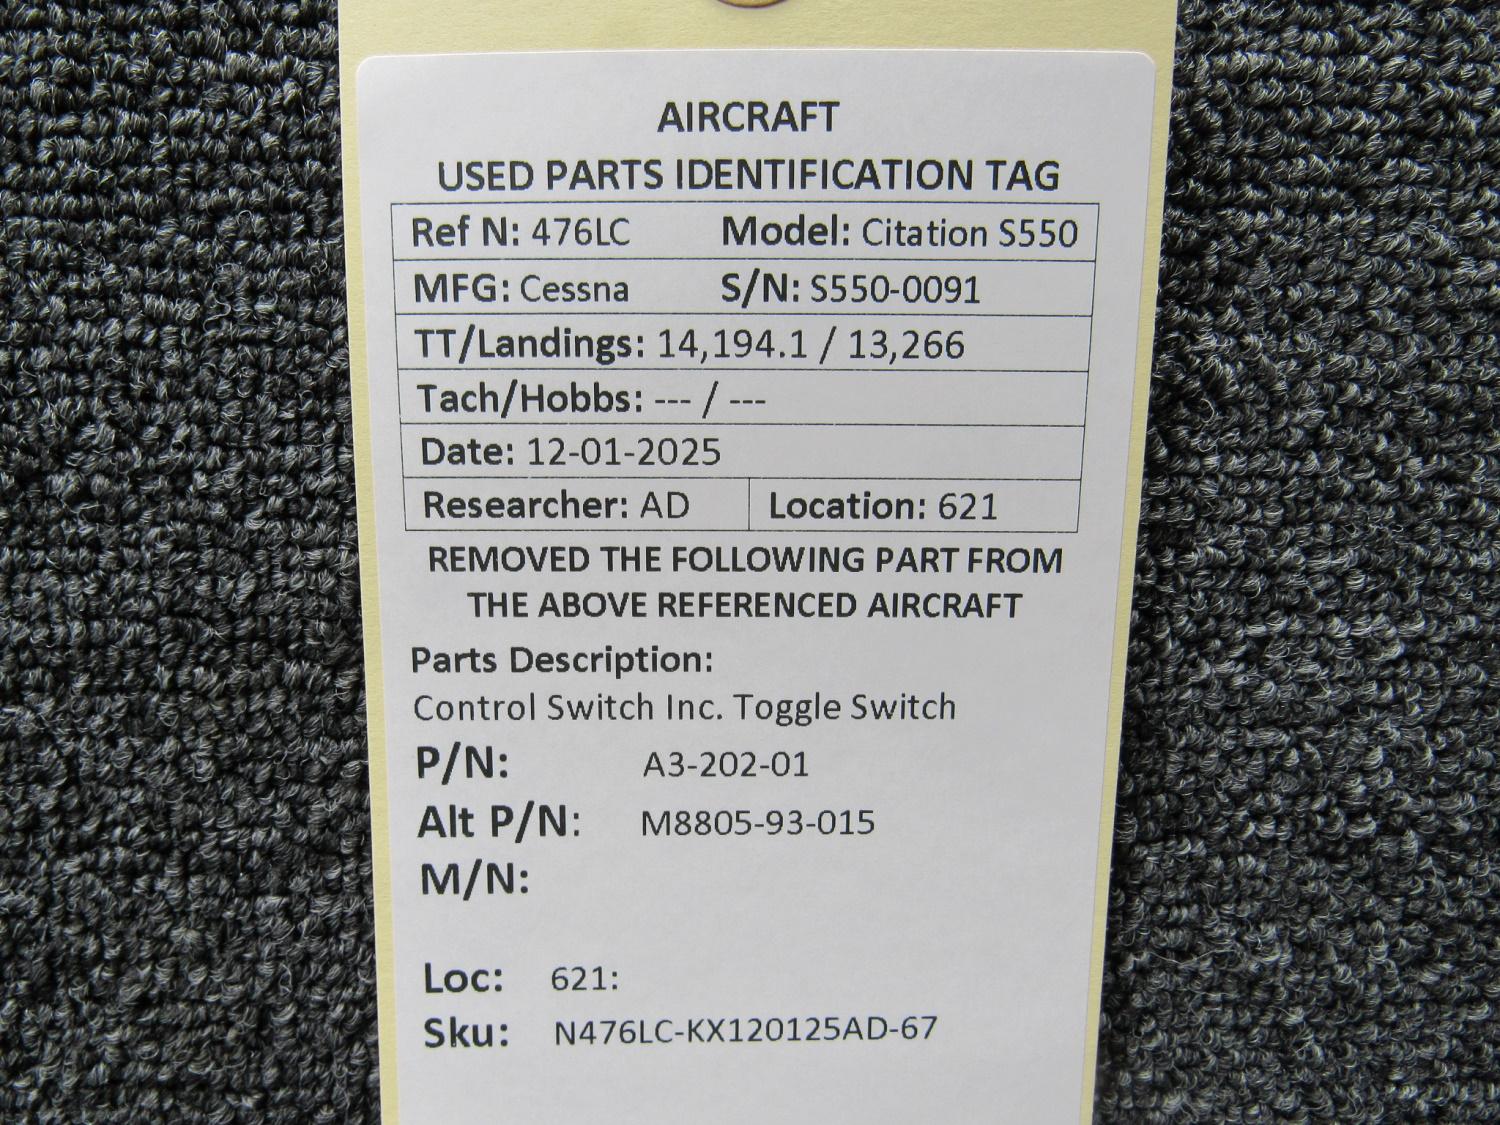 AIRCRAFT
USED PARTS IDENTIFICATION TAG
Ref N: 476LC Model: Citation S550
MFG: Cessna S/N: S550-0091
TT/Landings: 14,194.1 / 13,266
Tach/Hobbs: --- / ---
Date: 12-01-2025
Researcher: AD Location: 621
REMOVED THE FOLLOWING PART FROM
THE ABOVE REFERENCED AIRCRAFT
Parts Description:
Control Switch Inc. Toggle Switch
P/N: A3-202-01
Alt P/N: M8805-93-015
M/N:
Loc: 621:
Sku: N476LC-KX120125AD-67